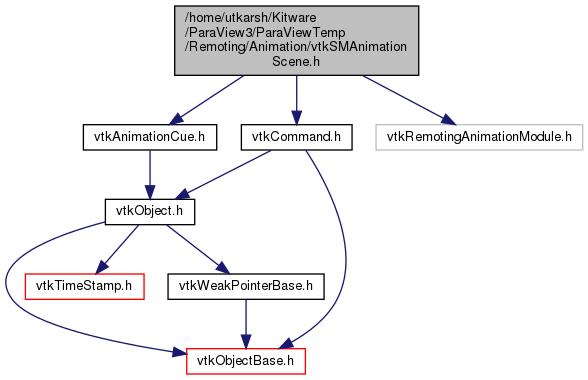 /home/utkarsh/Kitware
/ParaView3/ParaViewTemp
/Remoting/Animation/vtkSMAnimation
Scene.h
vtkAnimationCue.h
vtkCommand.h
vtkRemotingAnimationModule.h
vtkObject.h
vtkTimeStamp.h
vtkWeakPointerBase.h
vtkObjectBase.h